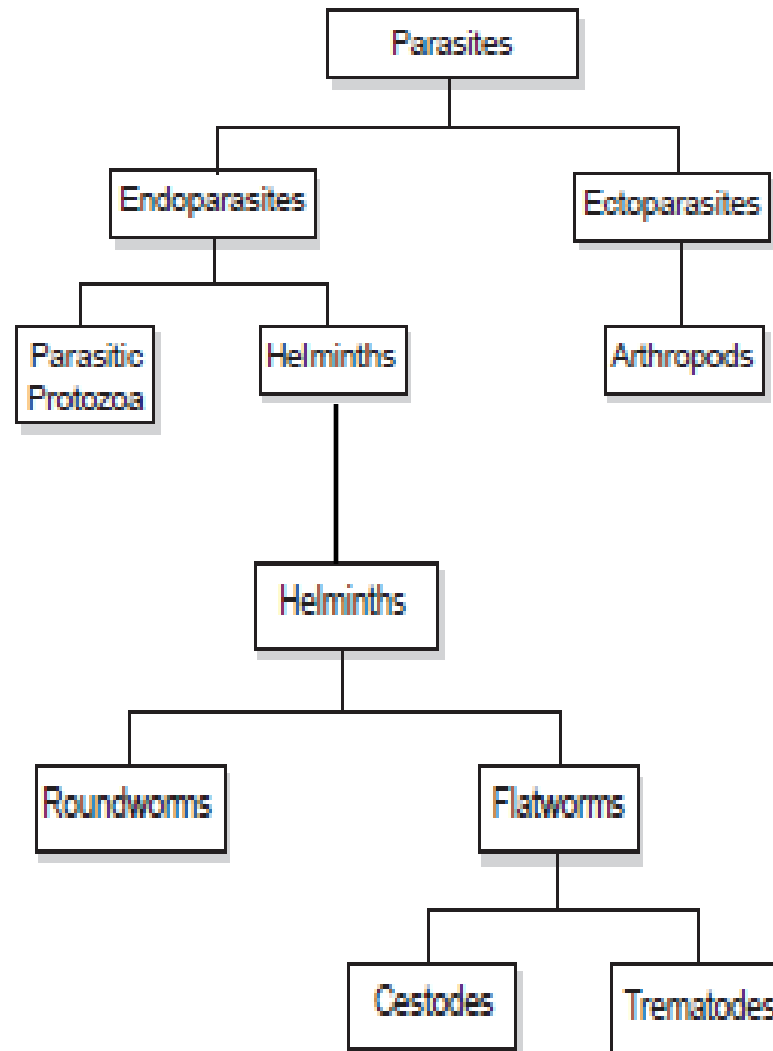 Parasites
Endoparasites
Ectoparasites
Parasitic
Protozoa
Helminths
Arthropods
Helminths
Roundworms
Flatworms
Cestodes
Trematodes